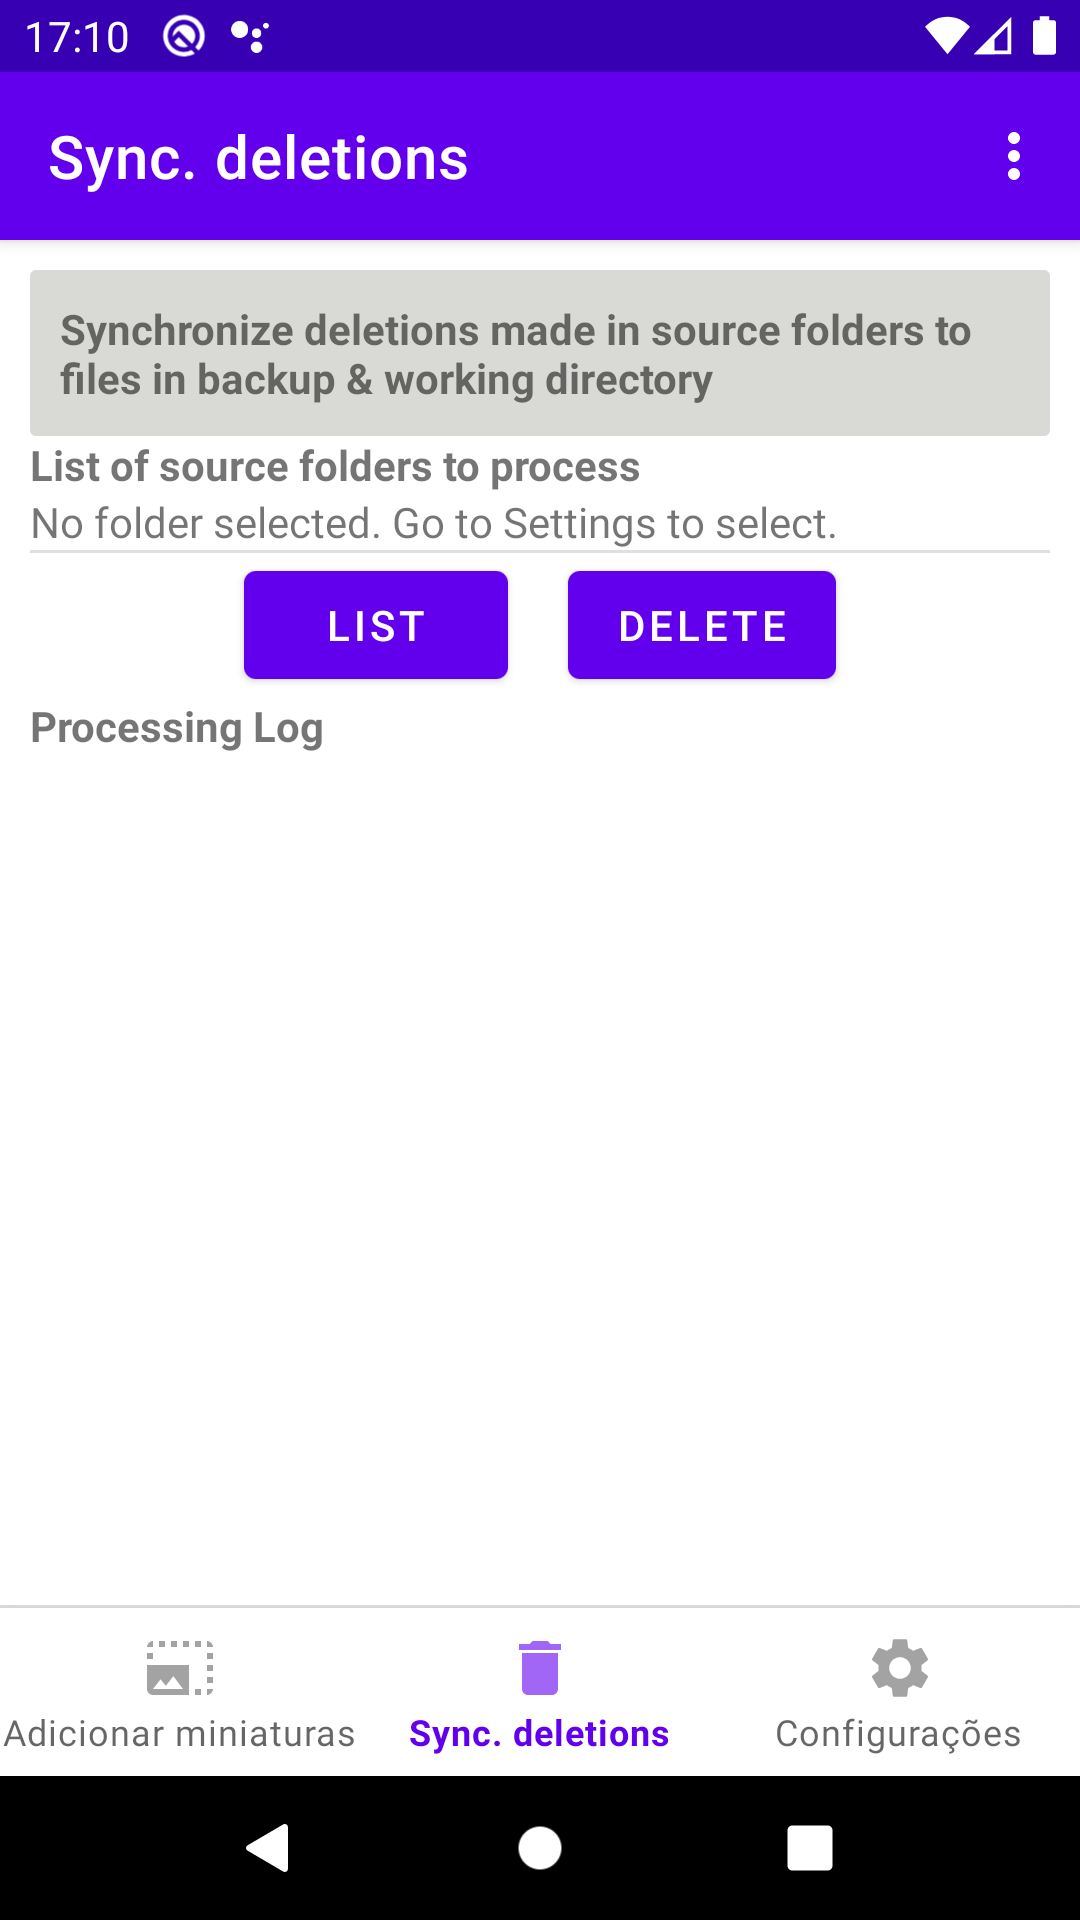 17:10
Sync. deletions
Synchronize deletions made in source folders to
files in backup & working directory
List of source folders to process
No folder selected. Go to Settings to select.
LIST DELETE
Processing Log
Adicionar miniaturas Sync. deletions Configurações